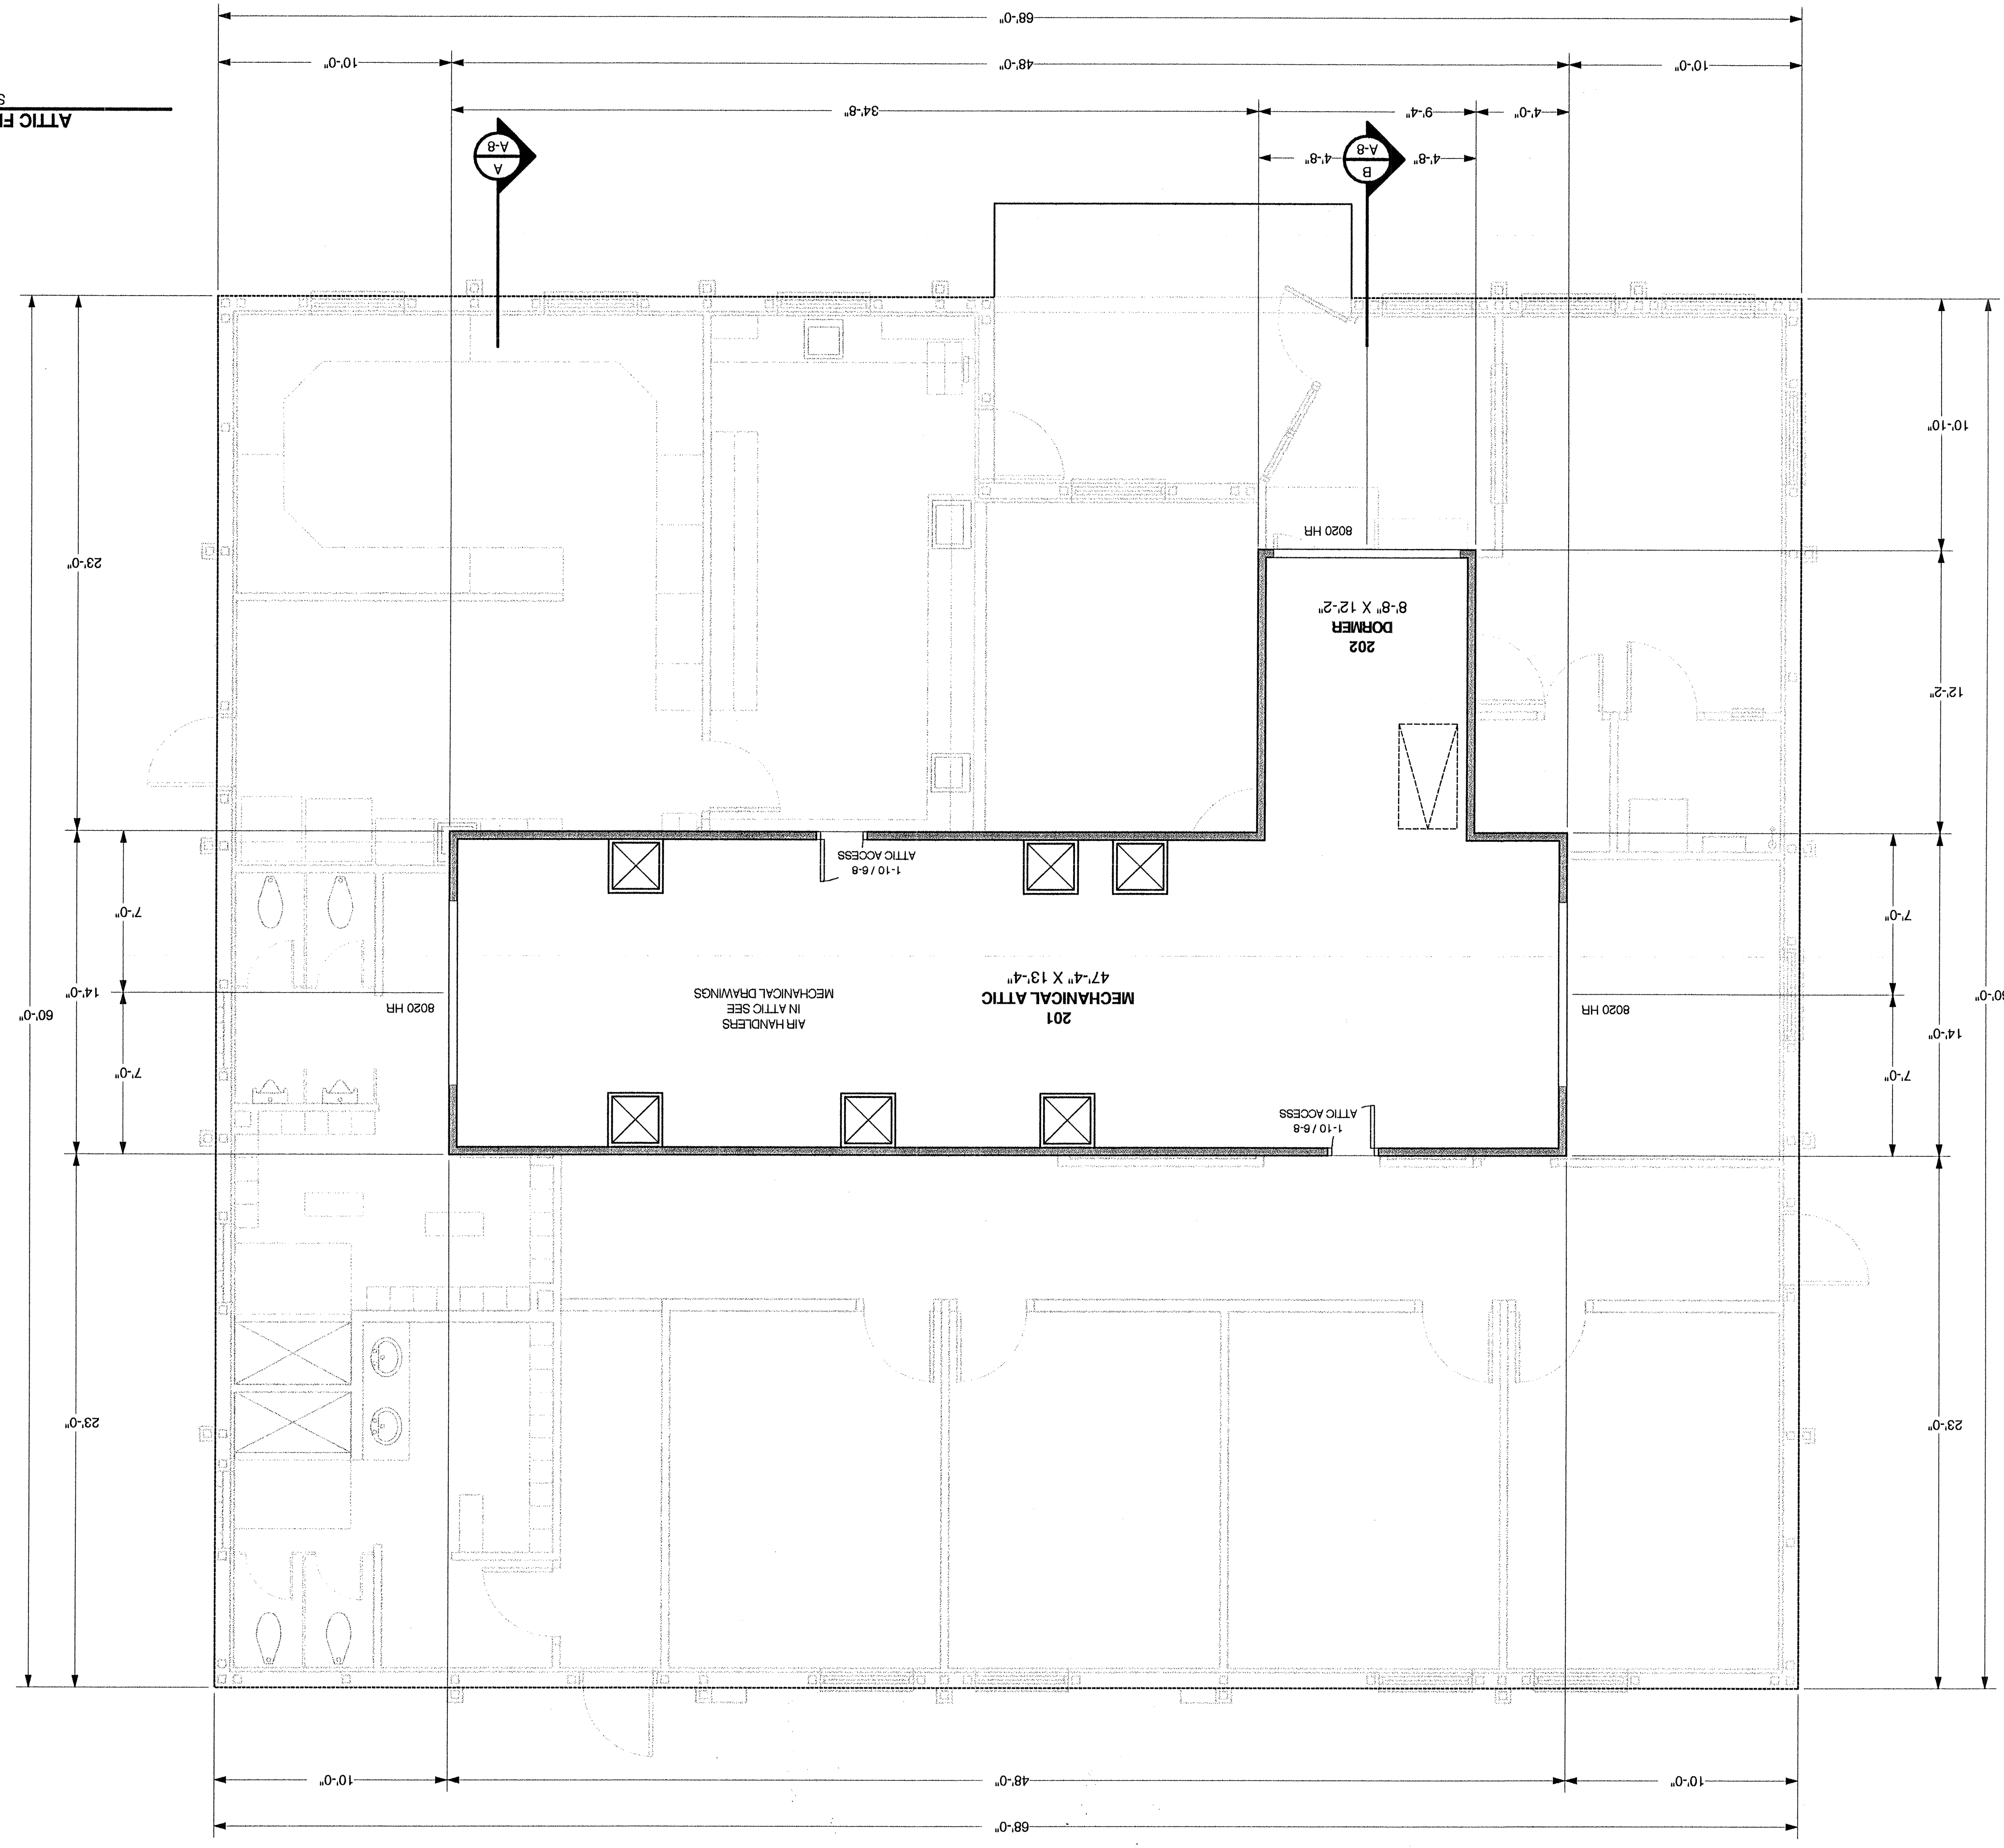 68'-0"
10'-0"
48'-0"
10'-0"
23'-0"
23'-0"
1-10 / 6-8
ATTIC ACCESS
7'-0"
7'-0"
14'-0"
14'-0"
60'-0"
8020 HR
201
MECHANICAL ATTIC
47'-4" X 13'-4"
AIR HANDLERS
IN ATTIC SEE
MECHANICAL DRAWINGS
8020 HR
60'-0"
7'-0"
7'-0"
1-10 / 6-8
ATTIC ACCESS
12'-2"
202
DORMER
8'-8" X 12'-2"
23'-0"
8020 HR
10'-10"
B
A-8
4'-8"
4'-8"
A
A-8
4'-0"
9'-4"
34'-8"
ATTIC
10'-0"
48'-0"
10'-0"
68'-0"